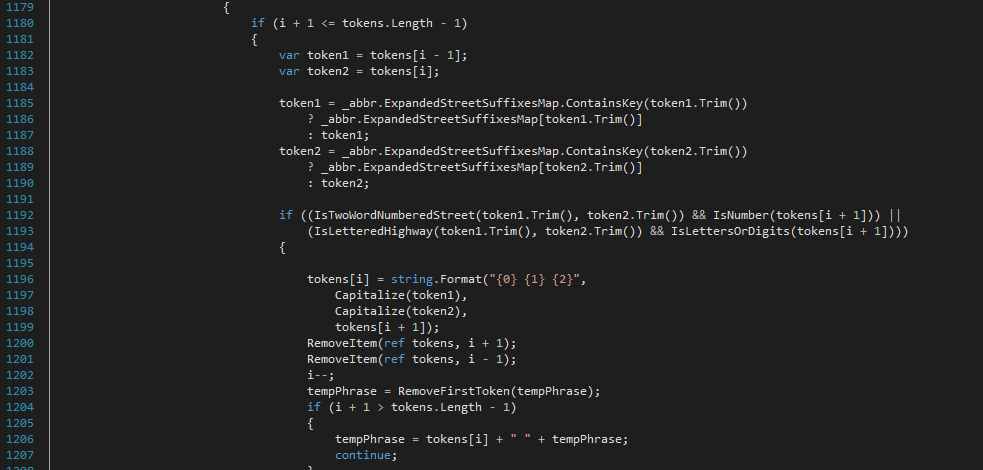 1179 {
1180 if (i + 1 <= tokens.Length - 1)
1181 {
1182 var token1 = tokens[i - 1];
1183 var token2 = tokens[i];
1184
1185 token1 = _abbr.ExpandedStreetSuffixesMap.ContainsKey(token1.Trim())
1186 ? _abbr.ExpandedStreetSuffixesMap[token1.Trim()]
1187 : token1;
1188 token2 = _abbr.ExpandedStreetSuffixesMap.ContainsKey(token2.Trim())
1189 ? _abbr.ExpandedStreetSuffixesMap[token2.Trim()]
1190 : token2;
1191
1192 if ((IsTwoWordNumberedStreet(token1.Trim(), token2.Trim()) && IsNumber(tokens[i + 1])) ||
1193 (IsLetteredHighway(token1.Trim(), token2.Trim()) && IsLettersOrDigits(tokens[i + 1])))
1194 {
1195
1196 tokens[i] = string.Format("{0} {1} {2}",
1197 Capitalize(token1),
1198 Capitalize(token2),
1199 tokens[i + 1]);
1200 RemoveItem(ref tokens, i + 1);
1201 RemoveItem(ref tokens, i - 1);
1202 i--;
1203 tempPhrase = RemoveFirstToken(tempPhrase);
1204 if (i + 1 > tokens.Length - 1)
1205 {
1206 tempPhrase = tokens[i] + " " + tempPhrase;
1207 continue;